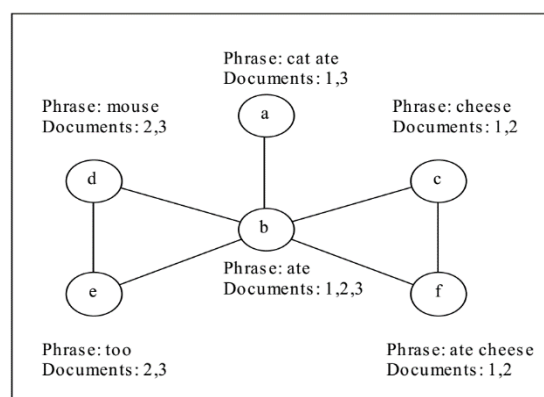 Phrase: cat ate
Documents: 1,3
a
Phrase: mouse
Documents: 2,3
d
Phrase: cheese
Documents: 1,2
c
b
Phrase: ate
Documents: 1,2,3
e
Phrase: too
Documents: 2,3
f
Phrase: ate cheese
Documents: 1,2